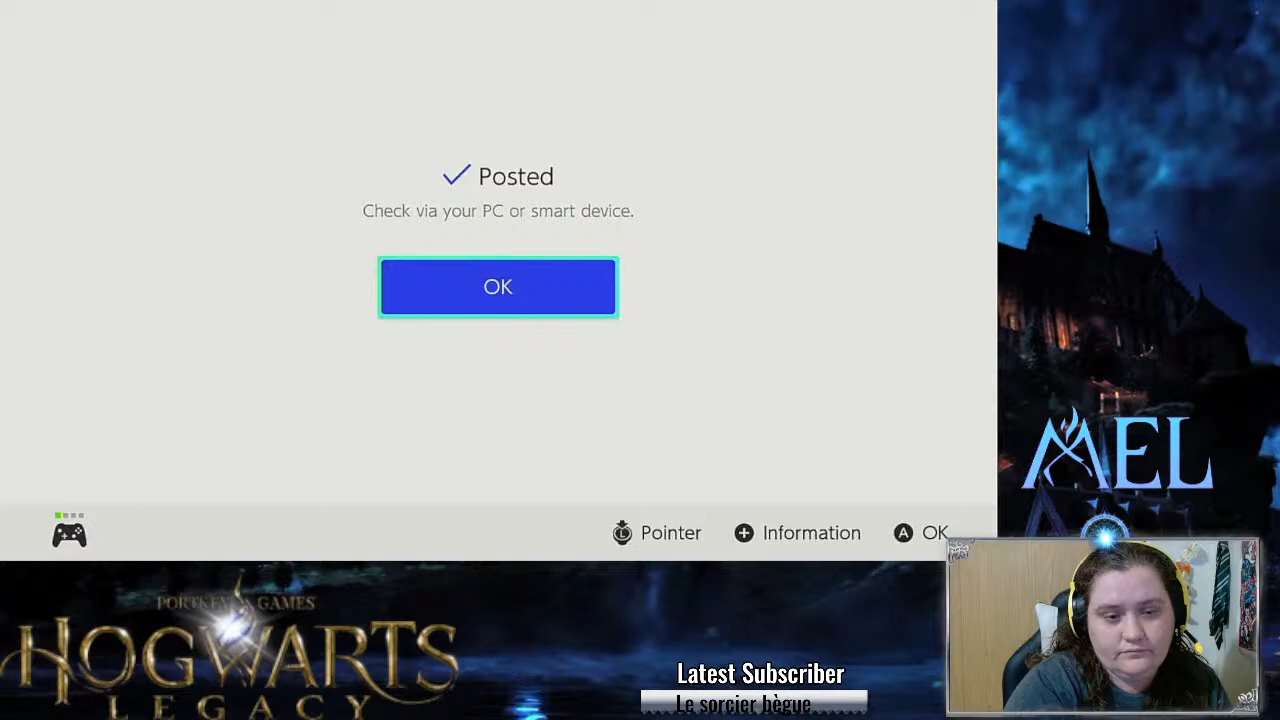 Posted
Check via your PC or smart device.
OK
Pointer
Information
A OK
MEL
PORTKEY GAMES
HOGWARTS
LEGACY
Latest Subscriber
Le sorcier bègue